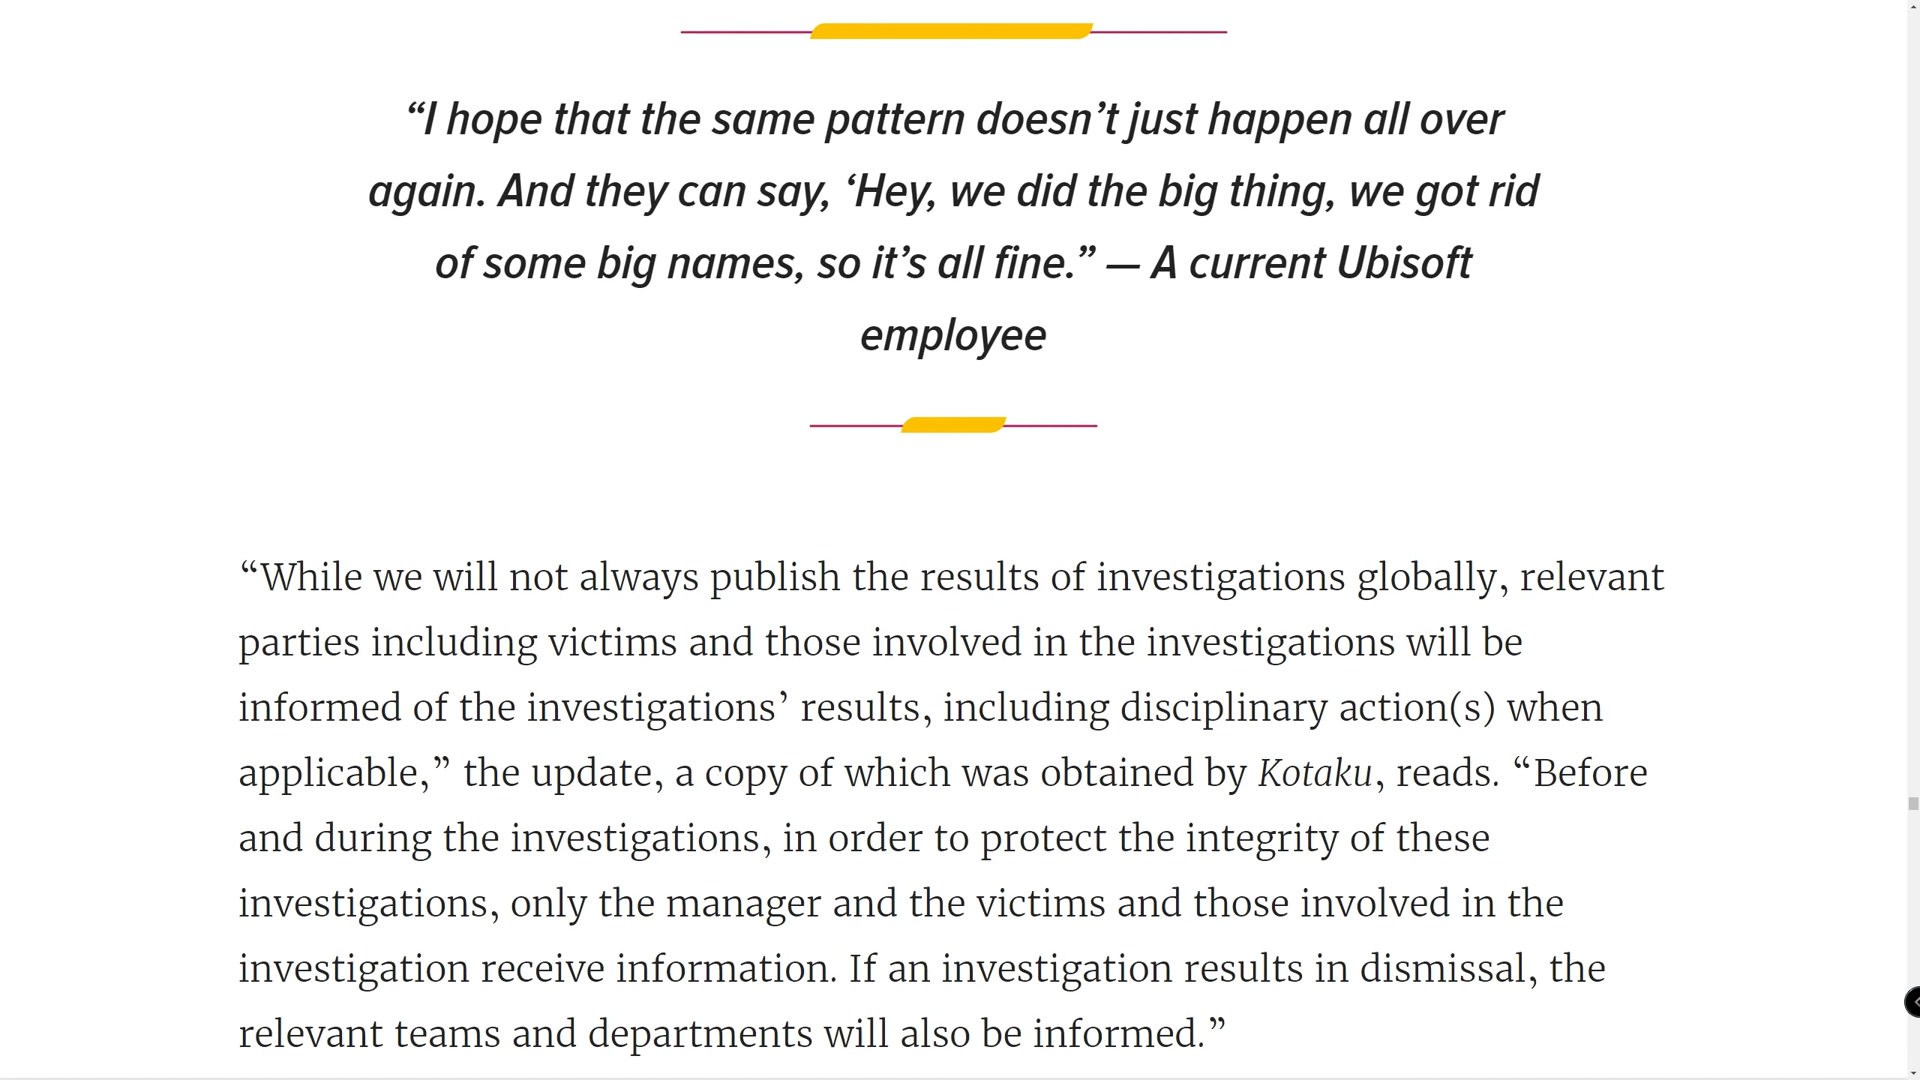 “I hope that the same pattern doesn’t just happen all over
again. And they can say, ‘Hey, we did the big thing, we got rid
of some big names, so it’s all fine.” — A current Ubisoft
employee
“While we will not always publish the results of investigations globally, relevant
parties including victims and those involved in the investigations will be
informed of the investigations’ results, including disciplinary action(s) when
applicable,” the update, a copy of which was obtained by Kotaku, reads. “Before
and during the investigations, in order to protect the integrity of these
investigations, only the manager and the victims and those involved in the
investigation receive information. If an investigation results in dismissal, the
relevant teams and departments will also be informed.”